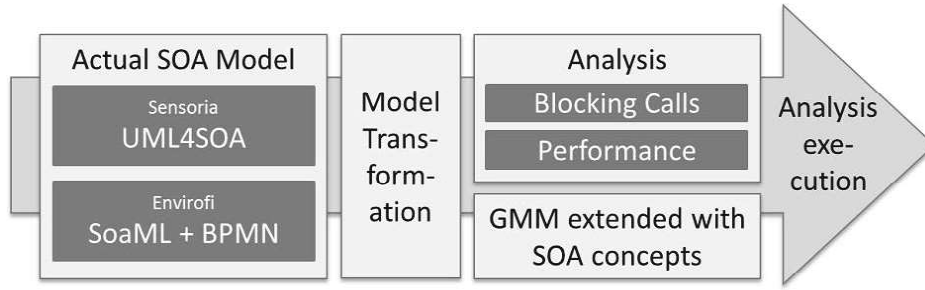 Actual SOA Model
Sensoria
UML4SOA
Envirofi
SoaML + BPMN
Model
Trans-
form-
ation
Analysis
Blocking Calls
Performance
GMM extended with
SOA concepts
Analysis
exe-
cution